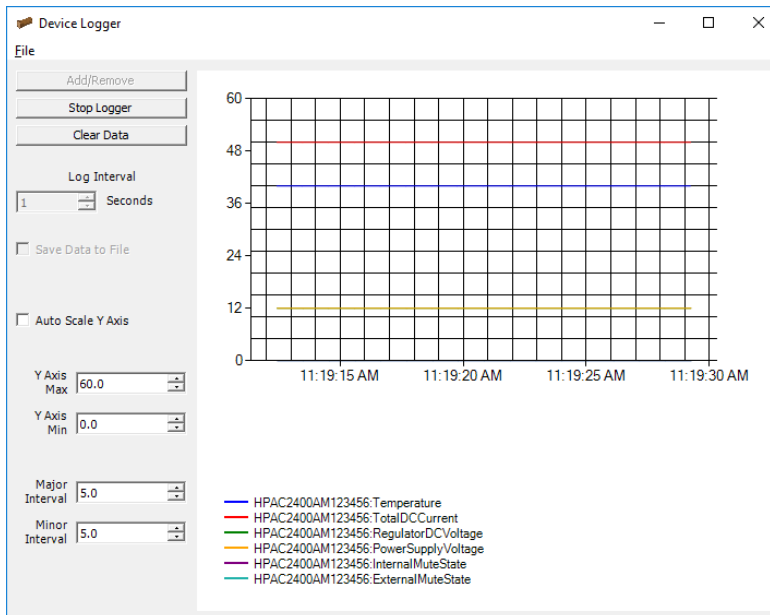 Device Logger
File
Add/Remove
Stop Logger
Clear Data
Log Interval
1 Seconds
Save Data to File
Auto Scale Y Axis
Y Axis
Max
60.0
Y Axis
Min
0.0
Major
Interval
5.0
Minor
Interval
5.0
60
48
36
24
12
0
11:19:15 AM 11:19:20 AM 11:19:25 AM 11:19:30 AM
HPAC2400AM123456:Temperature
HPAC2400AM123456:TotalDCCurrent
HPAC2400AM123456:RegulatorDCVoltage
HPAC2400AM123456:PowerSupplyVoltage
HPAC2400AM123456:InternalMuteState
HPAC2400AM123456:ExternalMuteState